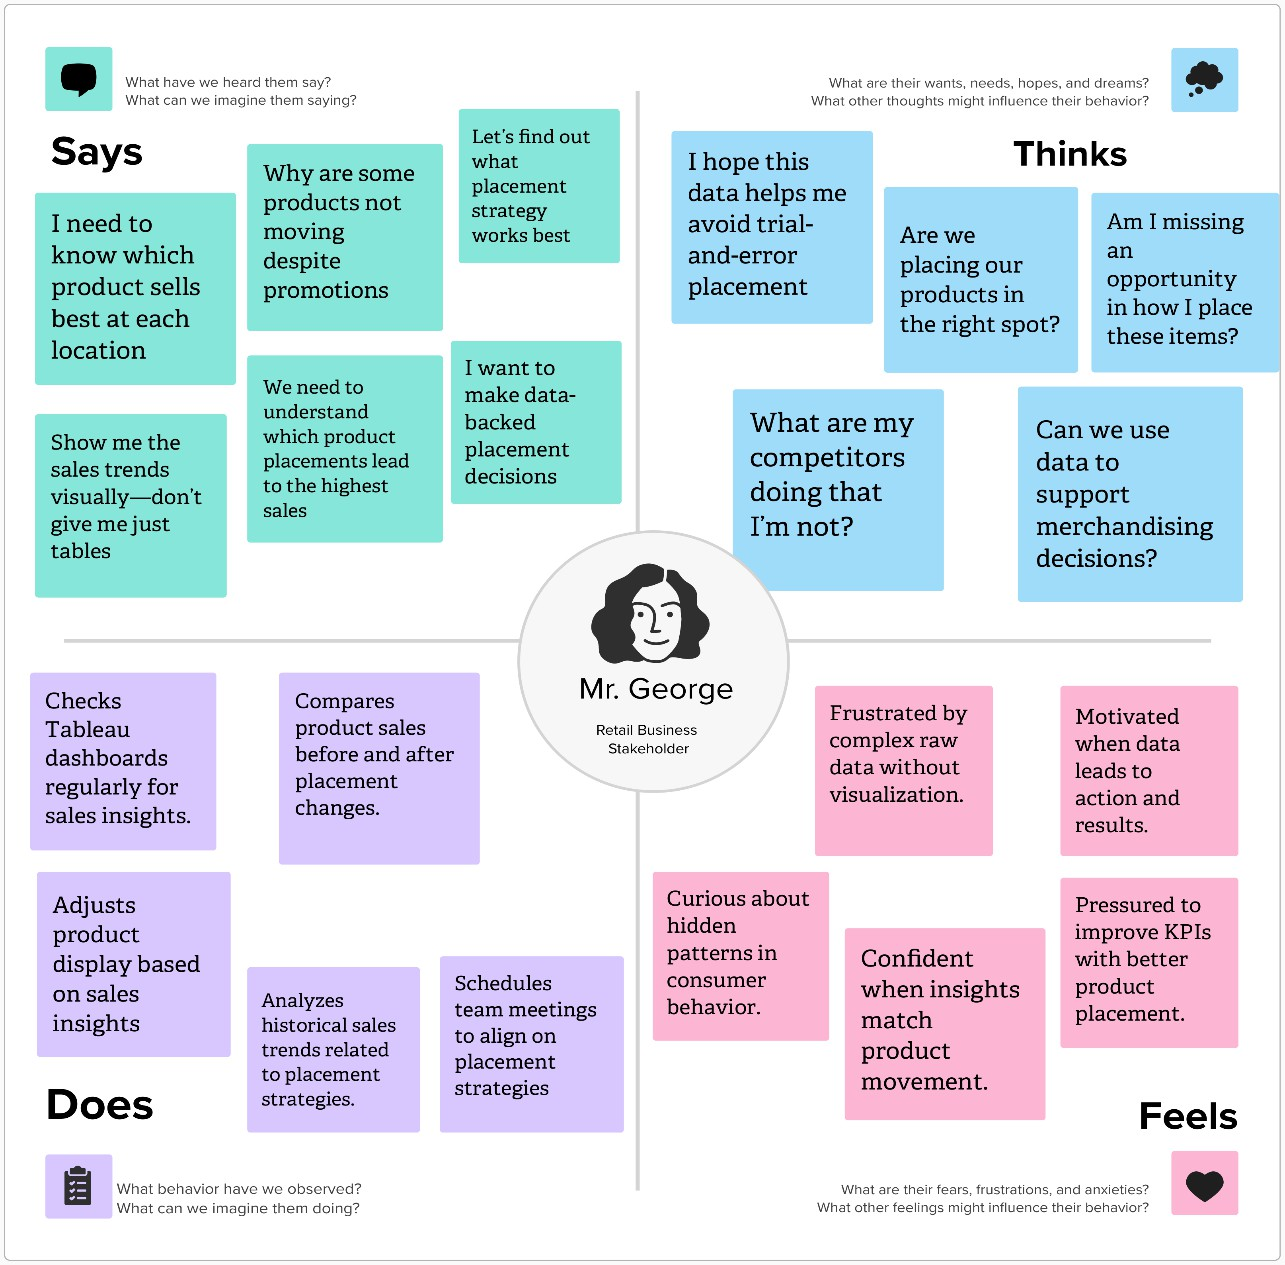 What have we heard them say?
What can we imagine them saying?
Says
I need to
know which
product sells
best at each
location
Why are some
products not
moving
despite
promotions
Let's find out
what
placement
strategy
works best
Show me the
sales trends
visually—don't
give me just
tables
We need to
understand
which product
placements lead
to the highest
sales
I want to
make data-
backed
placement
decisions
What are their wants, needs, hopes, and dreams?
What other thoughts might influence their behavior?
Thinks
I hope this
data helps me
avoid trial-
and-error
placement
Are we
placing our
products in
the right spot?
Am I missing
an
opportunity
in how I place
these items?
What are my
competitors
doing that
I'm not?
Can we use
data to
support
merchandising
decisions?
Mr. George
Retail Business
Stakeholder
Checks
Tableau
dashboards
regularly for
sales insights.
Compares
product sales
before and after
placement
changes.
Adjusts
product
display based
on sales
insights
Analyzes
historical sales
trends related
to placement
strategies.
Schedules
team meetings
to align on
placement
strategies
Does
What behavior have we observed?
What can we imagine them doing?
Frustrated by
complex raw
data without
visualization.
Motivated
when data
leads to
action and
results.
Curious about
hidden
patterns in
consumer
behavior.
Confident
when insights
match
product
movement.
Pressured to
improve KPIs
with better
product
placement.
Feels
What are their fears, frustrations, and anxieties?
What other feelings might influence their behavior?